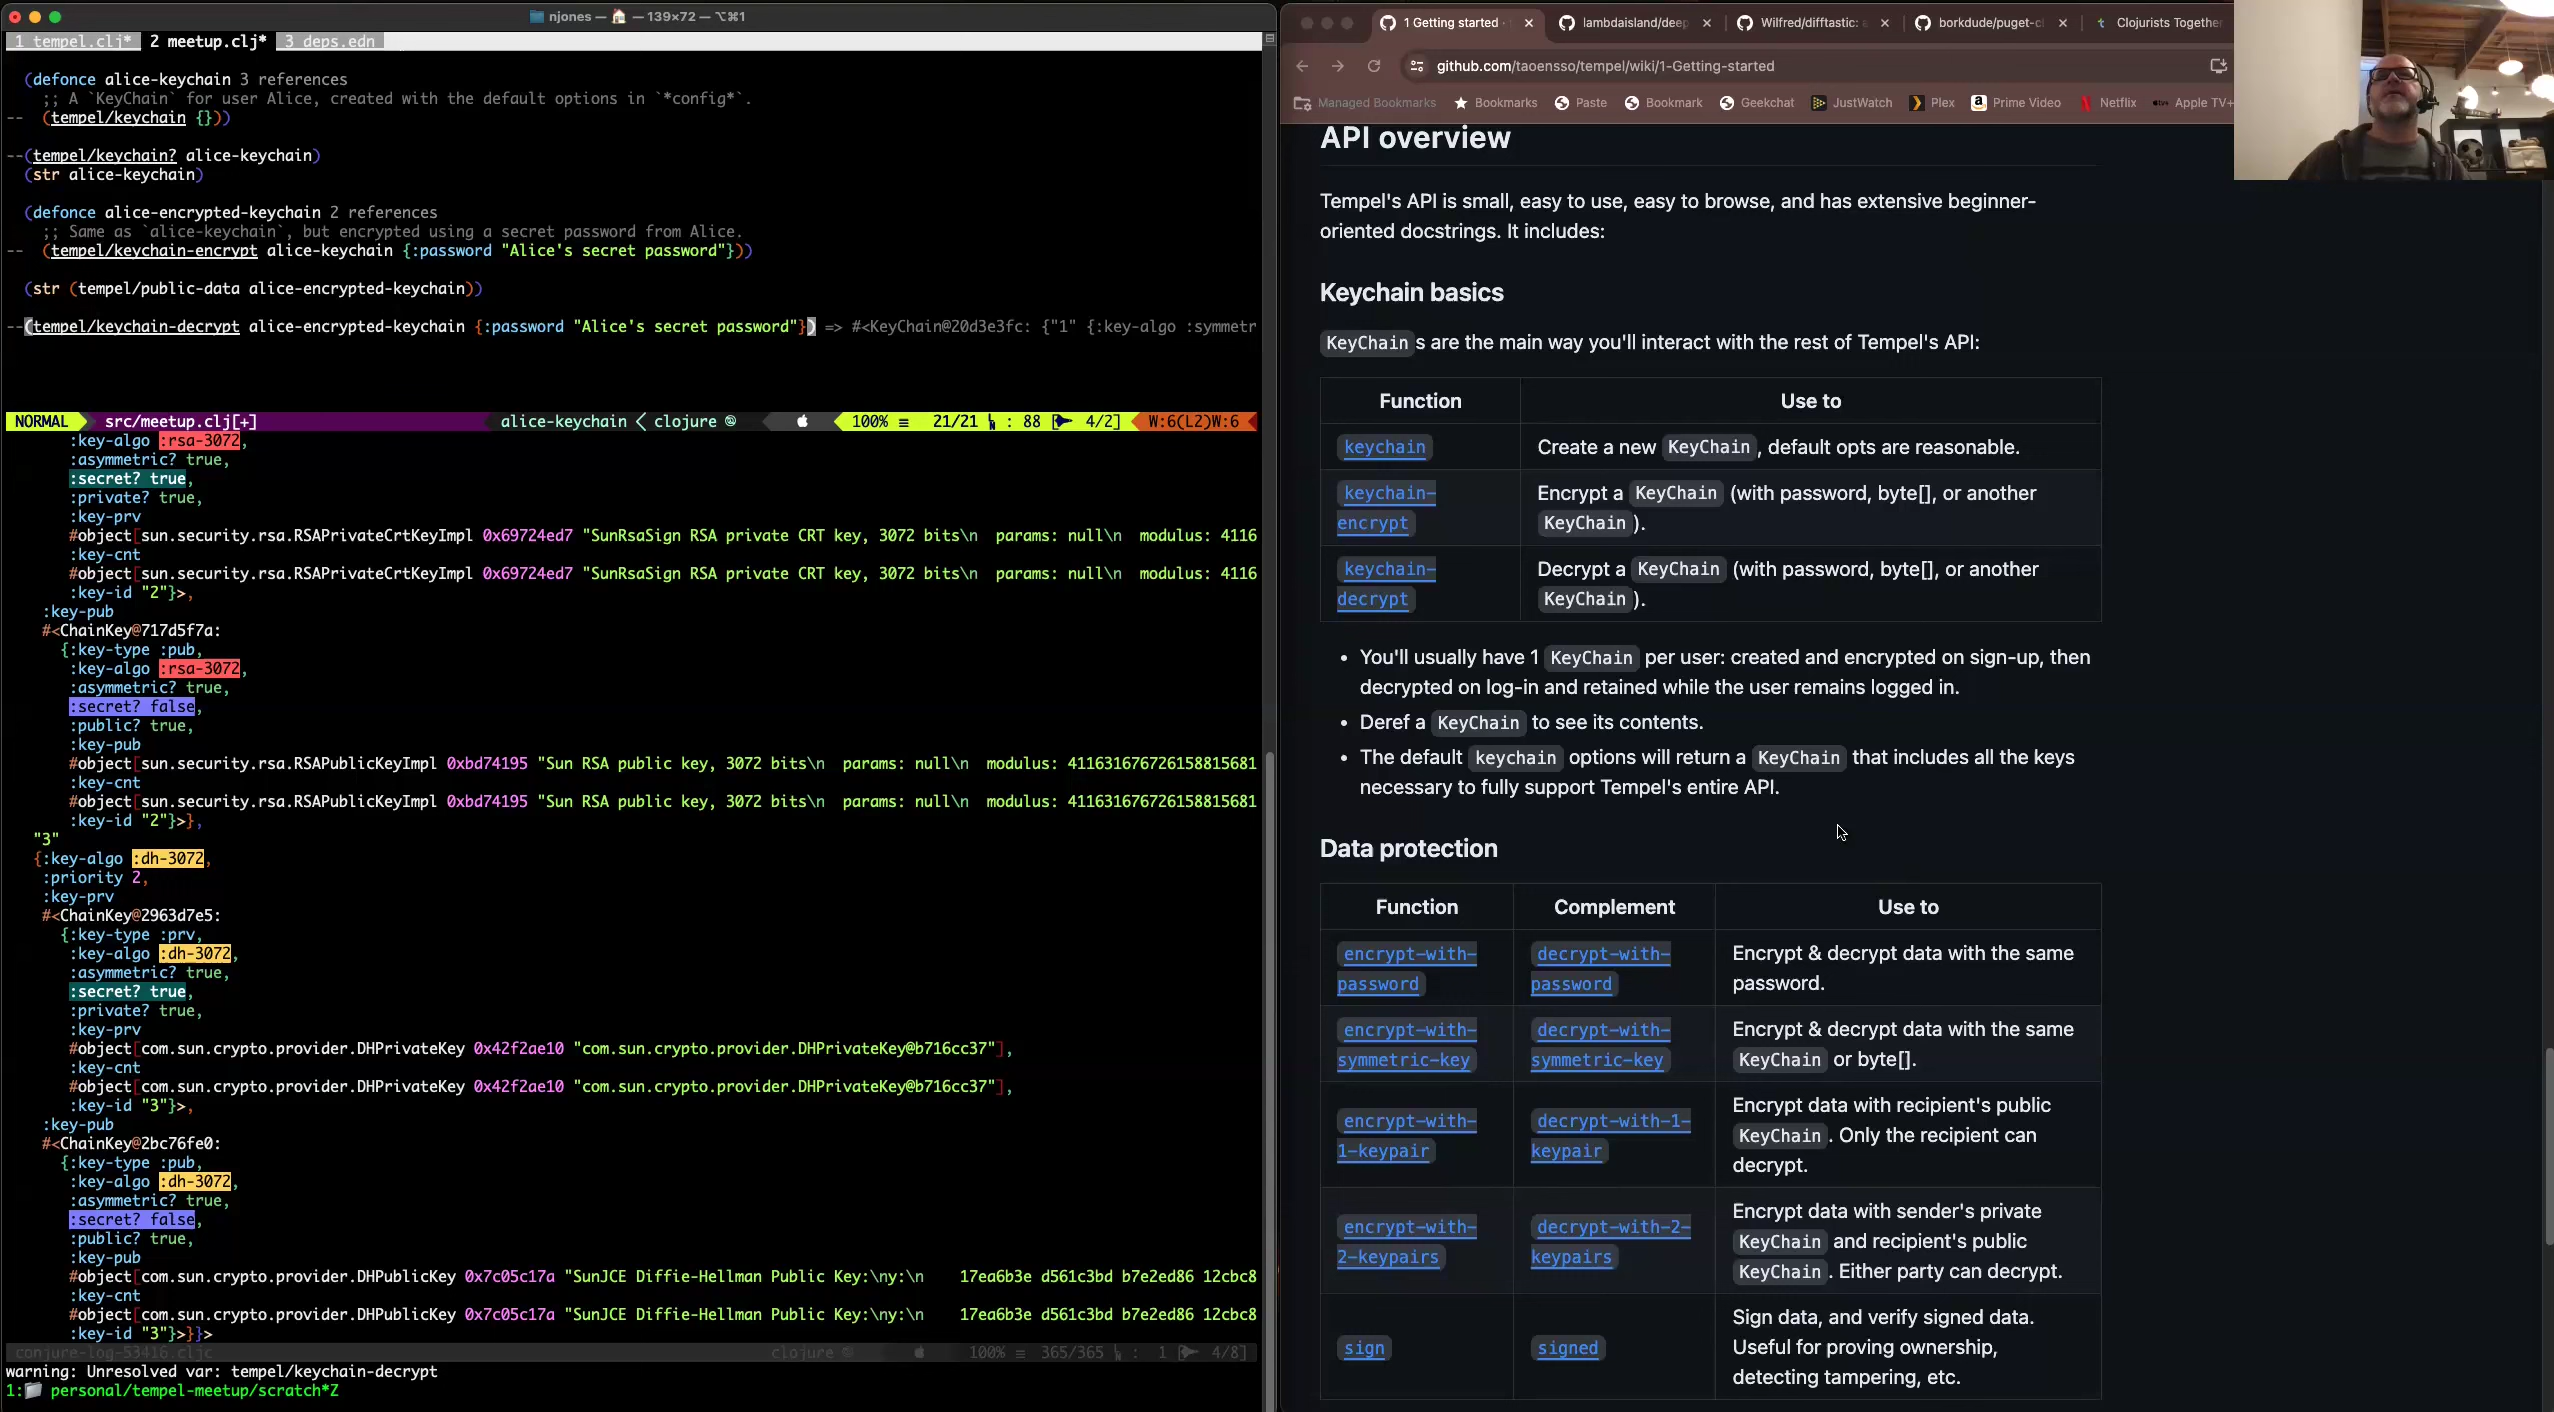 njones — 🏠 — 139×72 — ⌥⌘1
1 tempel.clj* 2 meetup.clj* 3 deps.edn
(defonce alice-keychain 3 references
;; A `KeyChain` for user Alice, created with the default options in `*config*`.
-- (tempel/keychain {}))
--(tempel/keychain? alice-keychain)
(str alice-keychain)
(defonce alice-encrypted-keychain 2 references
;; Same as `alice-keychain`, but encrypted using a secret password from Alice.
-- (tempel/keychain-encrypt alice-keychain {:password "Alice's secret password"}))
(str (tempel/public-data alice-encrypted-keychain))
--(tempel/keychain-decrypt alice-encrypted-keychain {:password "Alice's secret password"}) => #<KeyChain@20d3e3fc: {"1" {:key-algo :symmetr
NORMAL src/meetup.clj[+] alice-keychain < clojure 100% ≡ 21/21 : 88 4/2] W:6(L2)W:6
:key-algo :rsa-3072,
:asymmetric? true,
:secret? true,
:private? true,
:key-prv
#object[sun.security.rsa.RSAPrivateCrtKeyImpl 0x69724ed7 "SunRsaSign RSA private CRT key, 3072 bits\n  params: null\n  modulus: 4116
:key-cnt
#object[sun.security.rsa.RSAPrivateCrtKeyImpl 0x69724ed7 "SunRsaSign RSA private CRT key, 3072 bits\n  params: null\n  modulus: 4116
:key-id "2"}>,
:key-pub
#<ChainKey@717d5f7a:
{:key-type :pub,
:key-algo :rsa-3072,
:asymmetric? true,
:secret? false,
:public? true,
:key-pub
#object[sun.security.rsa.RSAPublicKeyImpl 0xbd74195 "Sun RSA public key, 3072 bits\n  params: null\n  modulus: 411631676726158815681
:key-cnt
#object[sun.security.rsa.RSAPublicKeyImpl 0xbd74195 "Sun RSA public key, 3072 bits\n  params: null\n  modulus: 411631676726158815681
:key-id "2"}>},
"3"
{:key-algo :dh-3072,
:priority 2,
:key-prv
#<ChainKey@2963d7e5:
{:key-type :prv,
:key-algo :dh-3072,
:asymmetric? true,
:secret? true,
:private? true,
:key-prv
#object[com.sun.crypto.provider.DHPrivateKey 0x42f2ae10 "com.sun.crypto.provider.DHPrivateKey@b716cc37"],
:key-cnt
#object[com.sun.crypto.provider.DHPrivateKey 0x42f2ae10 "com.sun.crypto.provider.DHPrivateKey@b716cc37"],
:key-id "3"}>,
:key-pub
#<ChainKey@2bc76fe0:
{:key-type :pub,
:key-algo :dh-3072,
:asymmetric? true,
:secret? false,
:public? true,
:key-pub
#object[com.sun.crypto.provider.DHPublicKey 0x7c05c17a "SunJCE Diffie-Hellman Public Key:\ny:\n    17ea6b3e d561c3bd b7e2ed86 12cbc8
:key-cnt
#object[com.sun.crypto.provider.DHPublicKey 0x7c05c17a "SunJCE Diffie-Hellman Public Key:\ny:\n    17ea6b3e d561c3bd b7e2ed86 12cbc8
:key-id "3"}>}}>
conjure-log-53416.cljc clojure 100% ≡ 365/365 : 1 4/8]
warning: Unresolved var: tempel/keychain-decrypt
1: personal/tempel-meetup/scratch*Z
1 Getting started · lambdaisland/deep Wilfred/difftastic: a borkdude/puget-cl Clojurists Together
github.com/taoensso/tempel/wiki/1-Getting-started
Managed Bookmarks Bookmarks Paste Bookmark Geekchat JustWatch Plex Prime Video Netflix Apple TV+
API overview
Tempel's API is small, easy to use, easy to browse, and has extensive beginner-
oriented docstrings. It includes:
Keychain basics
KeyChain s are the main way you'll interact with the rest of Tempel's API:
Function Use to
keychain Create a new KeyChain , default opts are reasonable.
keychain- Encrypt a KeyChain (with password, byte[], or another
encrypt KeyChain ).
keychain- Decrypt a KeyChain (with password, byte[], or another
decrypt KeyChain ).
• You'll usually have 1 KeyChain per user: created and encrypted on sign-up, then
decrypted on log-in and retained while the user remains logged in.
• Deref a KeyChain to see its contents.
• The default keychain options will return a KeyChain that includes all the keys
necessary to fully support Tempel's entire API.
Data protection
Function Complement Use to
encrypt-with- decrypt-with- Encrypt & decrypt data with the same
password password password.
encrypt-with- decrypt-with- Encrypt & decrypt data with the same
symmetric-key symmetric-key KeyChain or byte[].
Encrypt data with recipient's public
encrypt-with- decrypt-with-1- KeyChain . Only the recipient can
1-keypair keypair decrypt.
Encrypt data with sender's private
encrypt-with- decrypt-with-2- KeyChain and recipient's public
2-keypairs keypairs KeyChain . Either party can decrypt.
Sign data, and verify signed data.
sign signed Useful for proving ownership,
detecting tampering, etc.